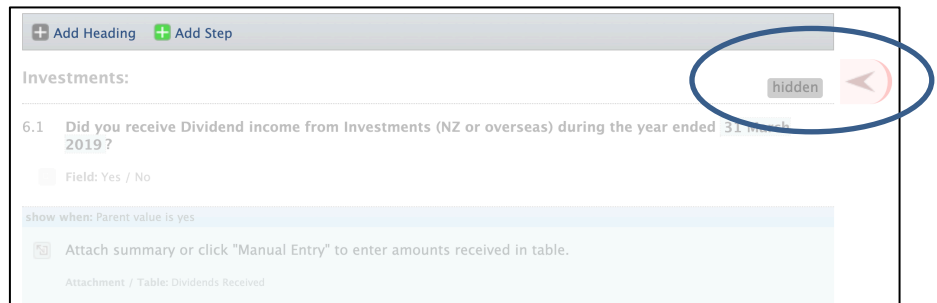 Add Heading Add Step
Investments:
hidden
6.1 Did you receive Dividend income from Investments (NZ or overseas) during the year ended 31 March
2019?
Field: Yes / No
show when: Parent value is yes
Attach summary or click "Manual Entry" to enter amounts received in table.
Attachment / Table: Dividends Received